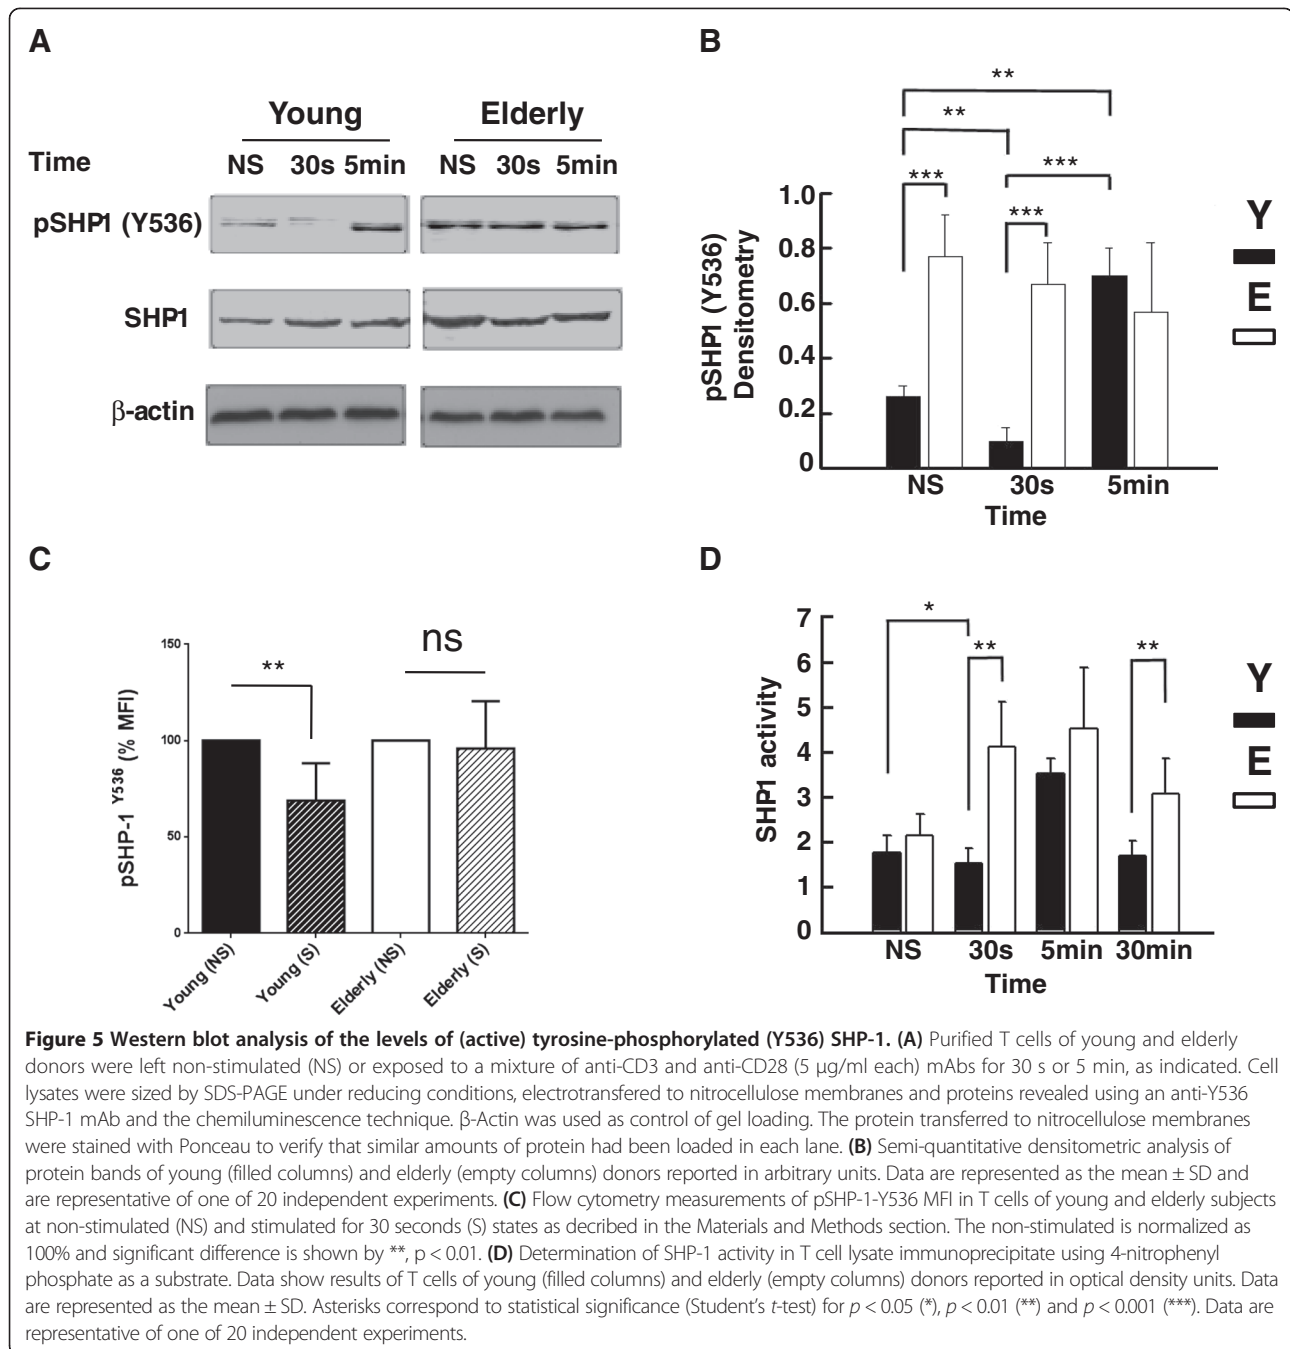 A
Young Elderly
Time NS 30s 5min NS 30s 5min
pSHP1 (Y536)
SHP1
β-actin
B
**
**
***
***
***
1.0
0.8
0.6
0.4
0.2
0
pSHP1 (Y536)
Densitometry
NS 30s 5min
Time
Y
E
C
ns
**
150
100
50
0
pSHP-1 Y536 (% MFI)
Young (NS)
Young (S)
Elderly (NS)
Elderly (S)
D
*
**
**
7
6
5
4
3
2
1
0
SHP1 activity
NS 30s 5min 30min
Time
Y
E
Figure 5 Western blot analysis of the levels of (active) tyrosine-phosphorylated (Y536) SHP-1. (A) Purified T cells of young and elderly
donors were left non-stimulated (NS) or exposed to a mixture of anti-CD3 and anti-CD28 (5 μg/ml each) mAbs for 30 s or 5 min, as indicated. Cell
lysates were sized by SDS-PAGE under reducing conditions, electrotransfered to nitrocellulose membranes and proteins revealed using an anti-Y536
SHP-1 mAb and the chemiluminescence technique. β-Actin was used as control of gel loading. The protein transferred to nitrocellulose membranes
were stained with Ponceau to verify that similar amounts of protein had been loaded in each lane. (B) Semi-quantitative densitometric analysis of
protein bands of young (filled columns) and elderly (empty columns) donors reported in arbitrary units. Data are represented as the mean ± SD and
are representative of one of 20 independent experiments. (C) Flow cytometry measurements of pSHP-1-Y536 MFI in T cells of young and elderly subjects
at non-stimulated (NS) and stimulated for 30 seconds (S) states as decribed in the Materials and Methods section. The non-stimulated is normalized as
100% and significant difference is shown by **, p < 0.01. (D) Determination of SHP-1 activity in T cell lysate immunoprecipitate using 4-nitrophenyl
phosphate as a substrate. Data show results of T cells of young (filled columns) and elderly (empty columns) donors reported in optical density units. Data
are represented as the mean ± SD. Asterisks correspond to statistical significance (Student's t-test) for p < 0.05 (*), p < 0.01 (**) and p < 0.001 (***). Data are
representative of one of 20 independent experiments.